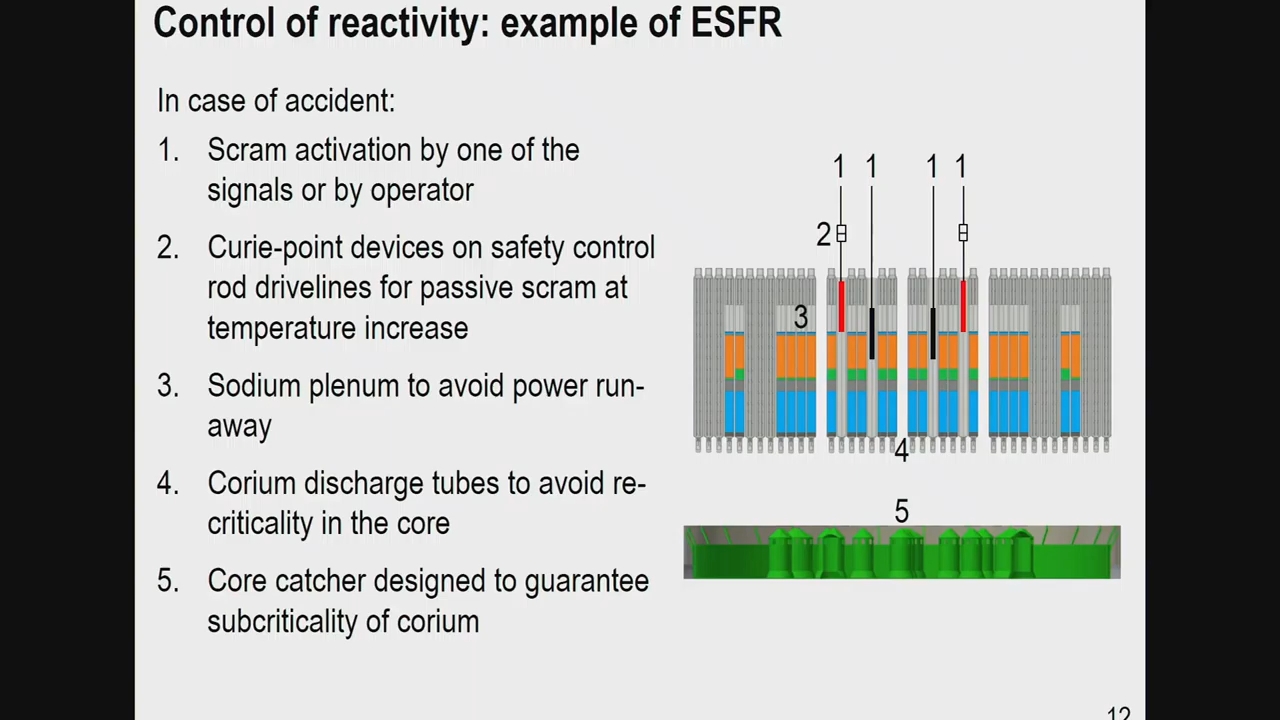 Control of reactivity: example of ESFR
In case of accident:
1. Scram activation by one of the
signals or by operator
2. Curie-point devices on safety control
rod drivelines for passive scram at
temperature increase
3. Sodium plenum to avoid power run-
away
4. Corium discharge tubes to avoid re-
criticality in the core
5. Core catcher designed to guarantee
subcriticality of corium
1 1 1 1
2
3
4
5
12